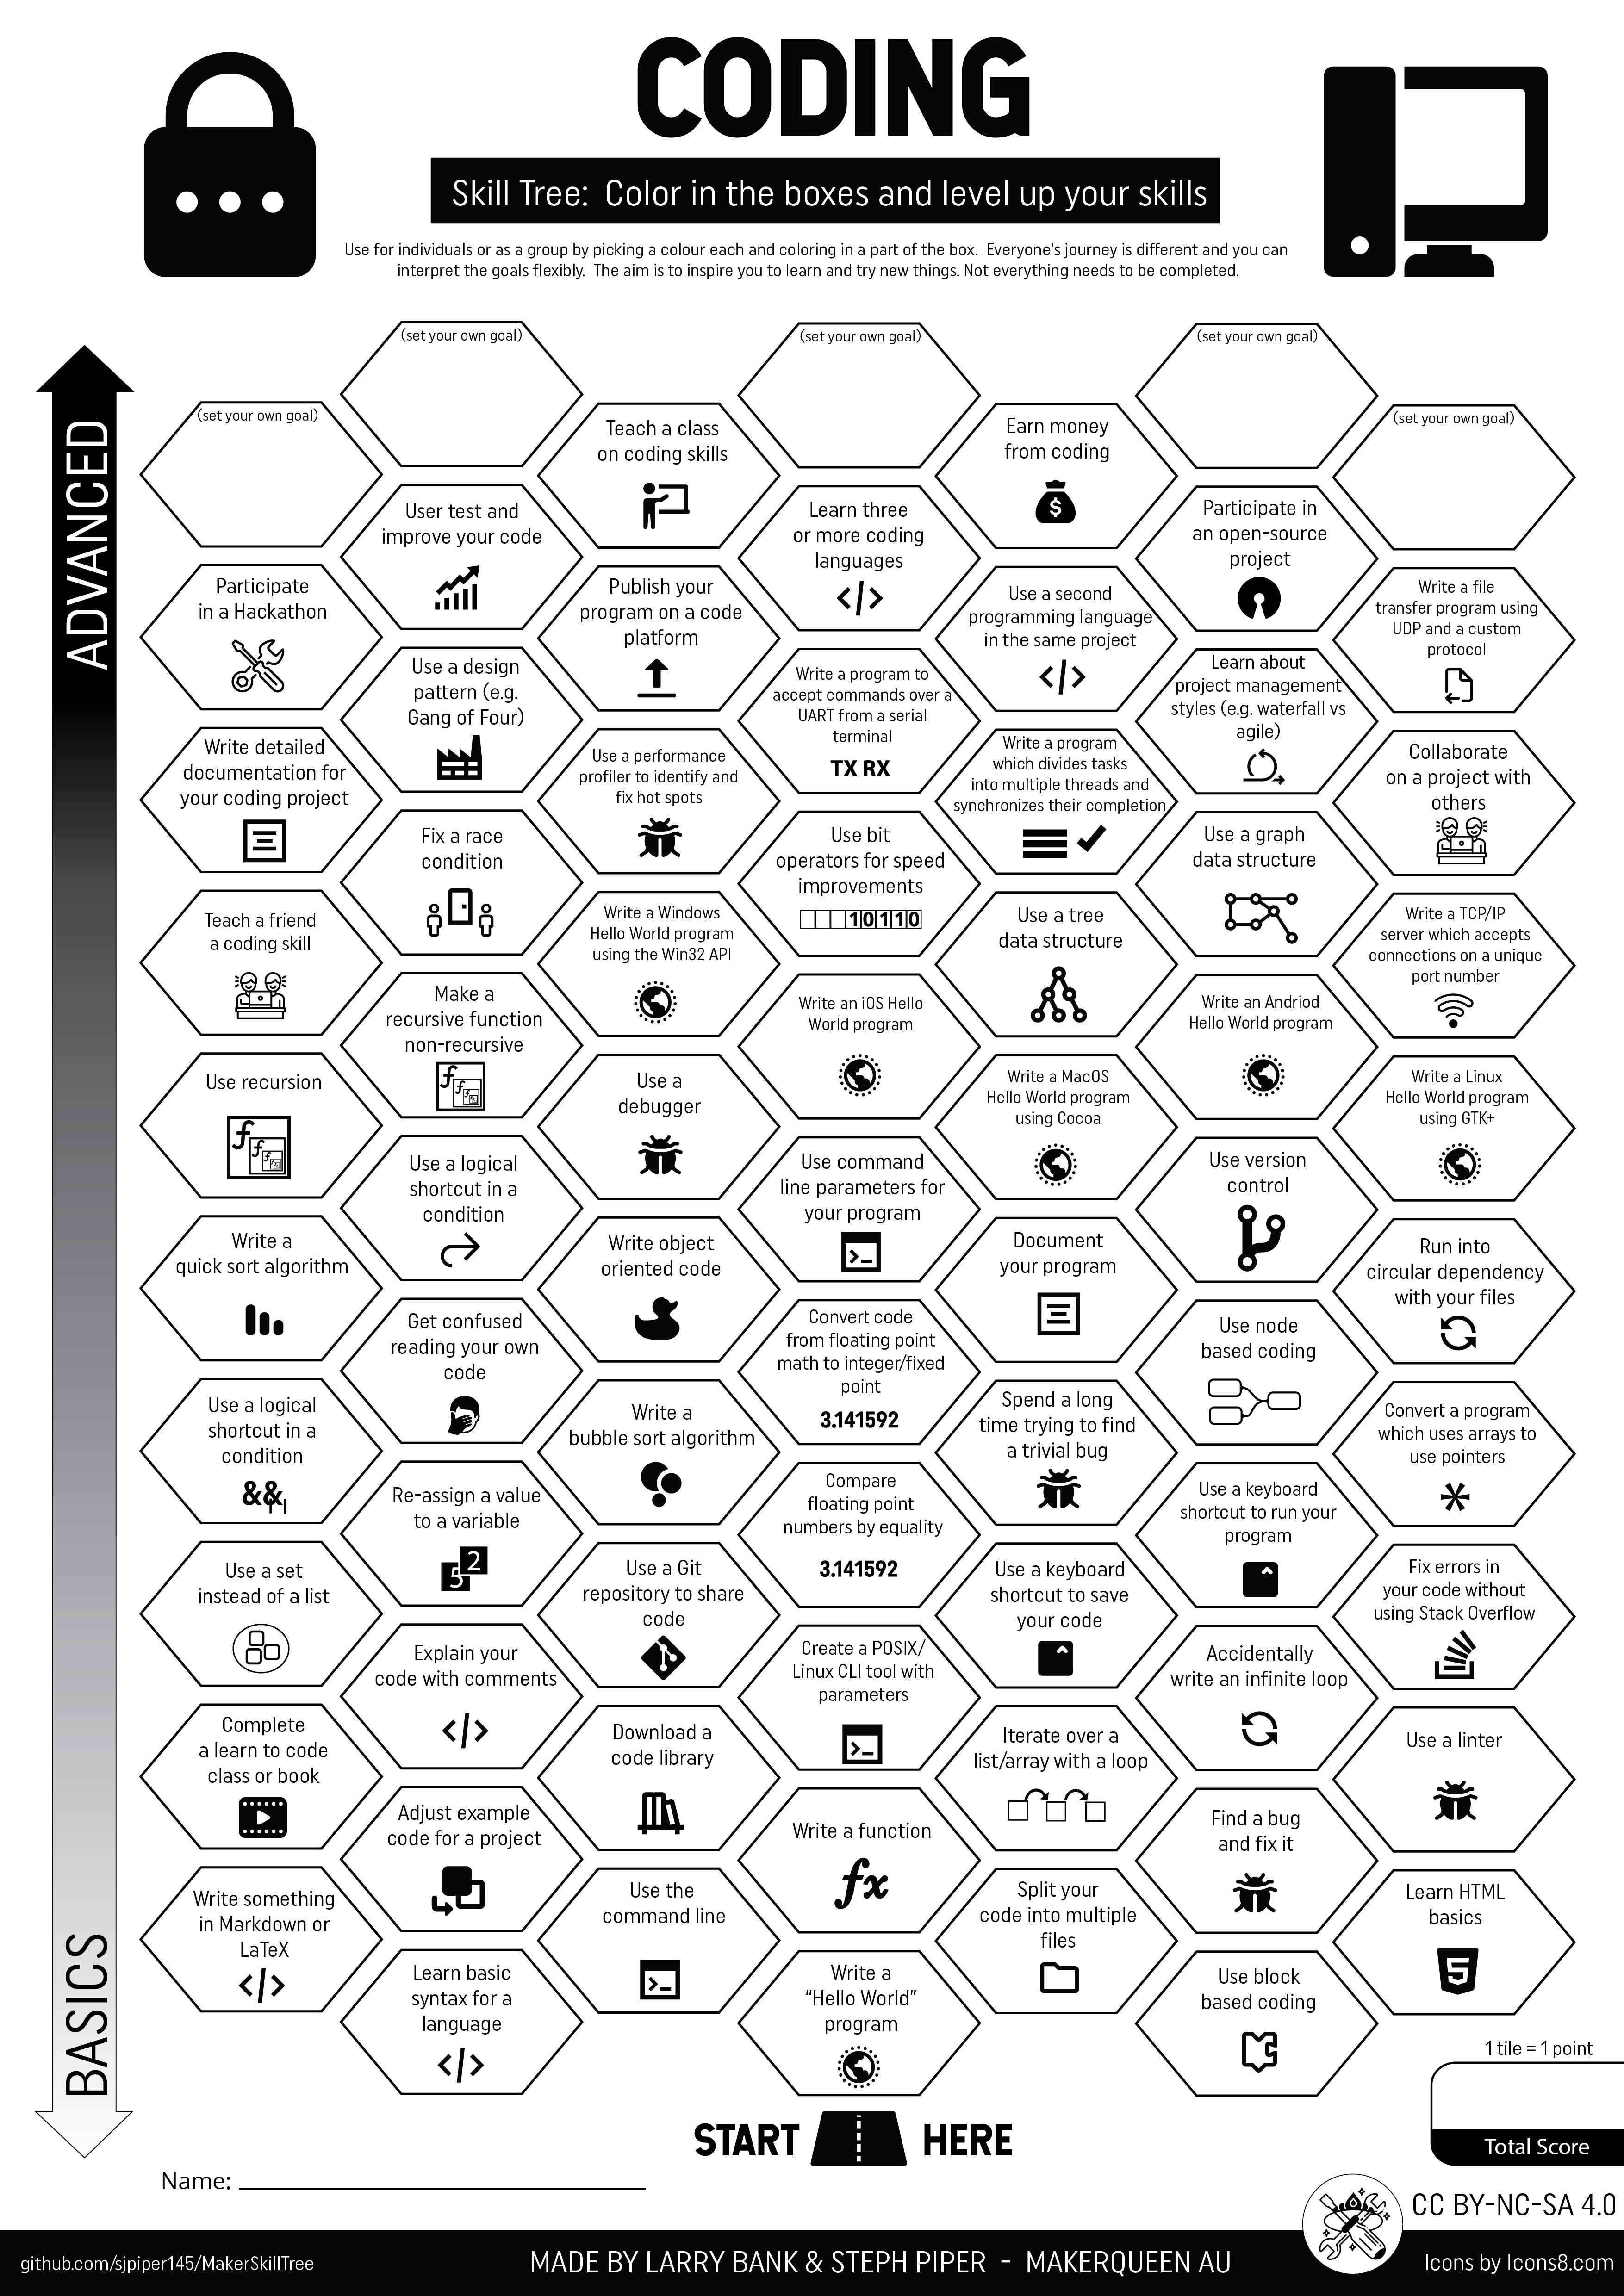 CODING
Skill Tree: Color in the boxes and level up your skills
Use for individuals or as a group by picking a colour each and coloring in a part of the box. Everyone's journey is different and you can
interpret the goals flexibly. The aim is to inspire you to learn and try new things. Not everything needs to be completed.
ADVANCED
BASICS
(set your own goal)
(set your own goal)
(set your own goal)
(set your own goal)
(set your own goal)
Teach a class
on coding skills
Earn money
from coding
User test and
improve your code
Learn three
or more coding
languages
Participate in
an open-source
project
Participate
in a Hackathon
Publish your
program on a code
platform
Use a second
programming language
in the same project
Write a file
transfer program using
UDP and a custom
protocol
Use a design
pattern (e.g.
Gang of Four)
Write a program to
accept commands over a
UART from a serial
terminal
TX RX
Learn about
project management
styles (e.g. waterfall vs
agile)
Write detailed
documentation for
your coding project
Use a performance
profiler to identify and
fix hot spots
Write a program
which divides tasks
into multiple threads and
synchronizes their completion
Collaborate
on a project with
others
Fix a race
condition
Use bit
operators for speed
improvements
10110
Use a graph
data structure
Teach a friend
a coding skill
Write a Windows
Hello World program
using the Win32 API
Use a tree
data structure
Write a TCP/IP
server which accepts
connections on a unique
port number
Make a
recursive function
non-recursive
Write an iOS Hello
World program
Write an Andriod
Hello World program
Use recursion
Use a
debugger
Write a MacOS
Hello World program
using Cocoa
Write a Linux
Hello World program
using GTK+
Use a logical
shortcut in a
condition
Use command
line parameters for
your program
Use version
control
Write a
quick sort algorithm
Write object
oriented code
Document
your program
Run into
circular dependency
with your files
Get confused
reading your own
code
Convert code
from floating point
math to integer/fixed
point
3.141592
Use node
based coding
Use a logical
shortcut in a
condition
&&||
Write a
bubble sort algorithm
Spend a long
time trying to find
a trivial bug
Convert a program
which uses arrays to
use pointers
*
Re-assign a value
to a variable
5 2
Compare
floating point
numbers by equality
3.141592
Use a keyboard
shortcut to run your
program
Use a set
instead of a list
Use a Git
repository to share
code
Use a keyboard
shortcut to save
your code
Fix errors in
your code without
using Stack Overflow
Explain your
code with comments
Create a POSIX/
Linux CLI tool with
parameters
Accidentally
write an infinite loop
Complete
a learn to code
class or book
Download a
code library
Iterate over a
list/array with a loop
Use a linter
Adjust example
code for a project
Write a function
fx
Find a bug
and fix it
Write something
in Markdown or
LaTeX
Use the
command line
Split your
code into multiple
files
Learn HTML
basics
5
Learn basic
syntax for a
language
Write a
“Hello World”
program
Use block
based coding
START HERE
1 tile = 1 point
Total Score
Name:
CC BY-NC-SA 4.0
github.com/sjpiper145/MakerSkillTree
MADE BY LARRY BANK & STEPH PIPER - MAKERQUEEN AU
Icons by Icons8.com